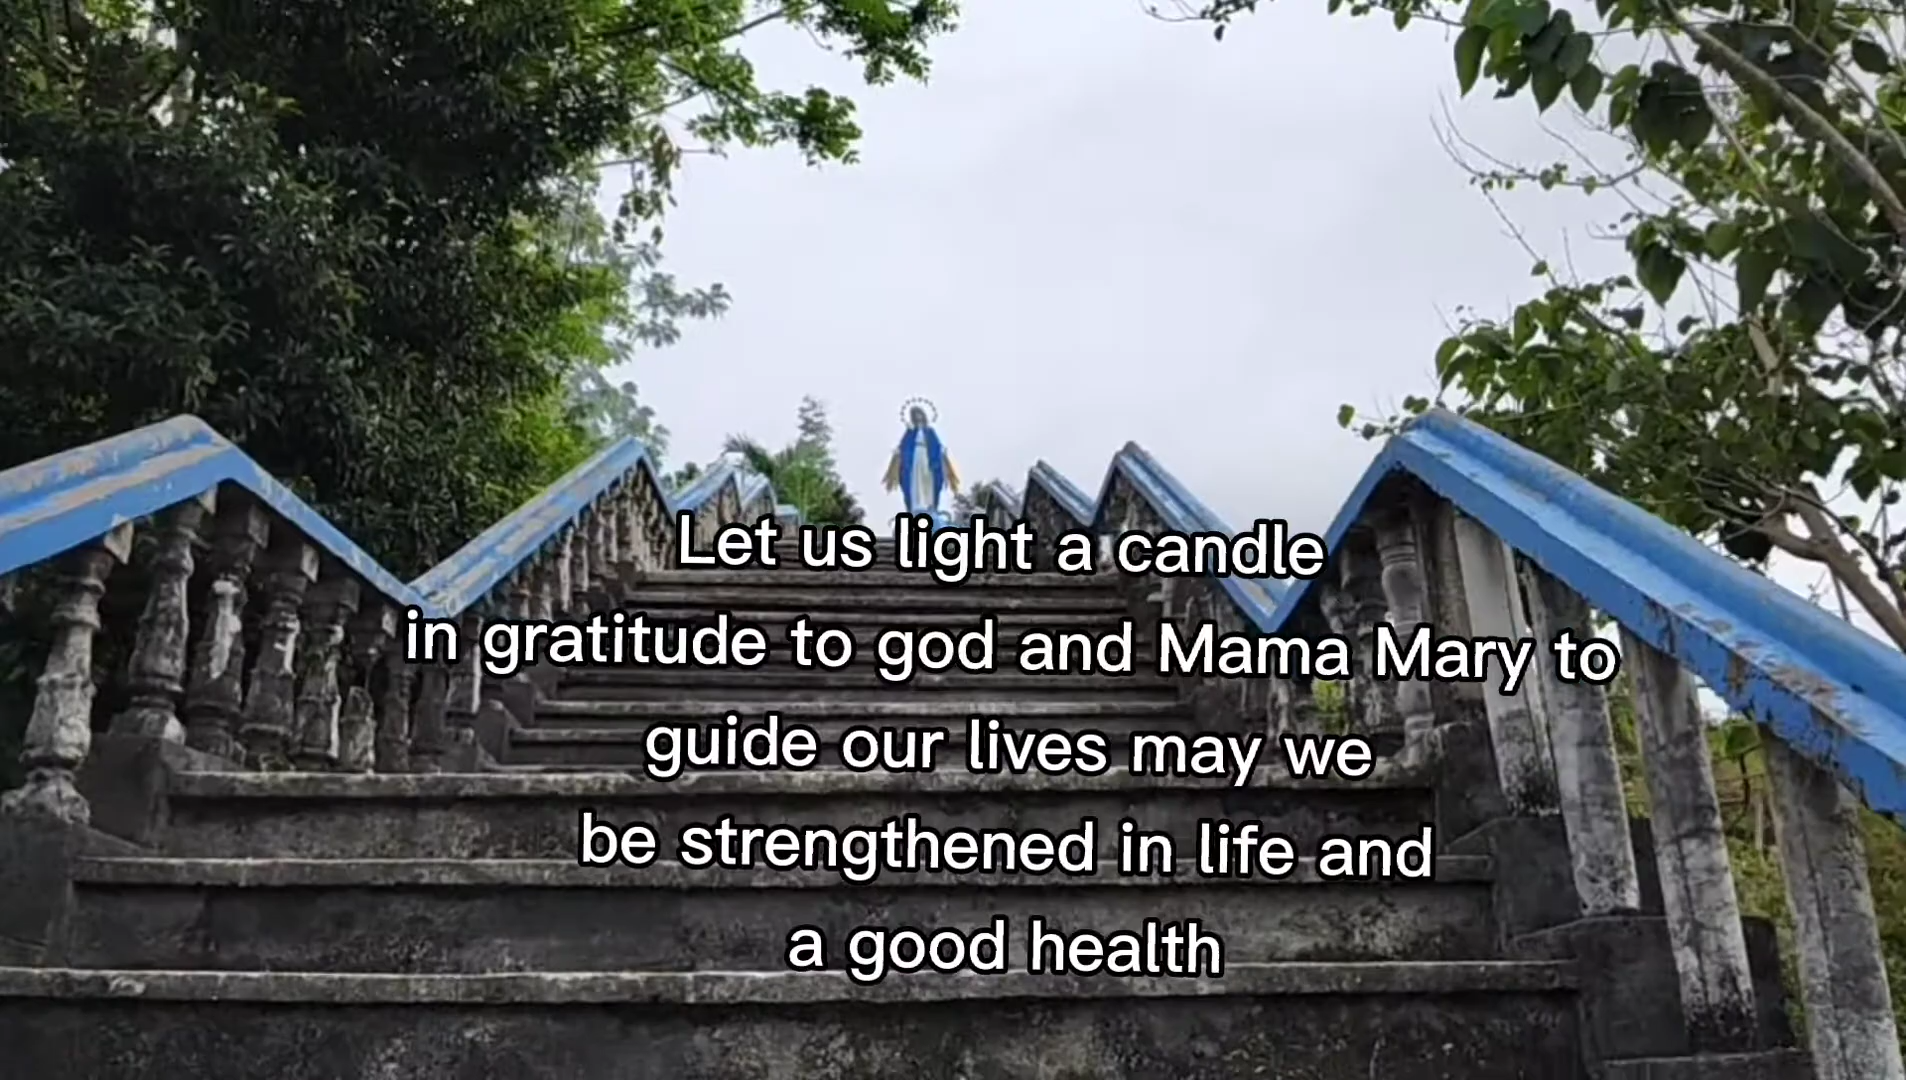 Let us light a candle
in gratitude to god and Mama Mary to
guide our lives may we
be strengthened in life and
a good health